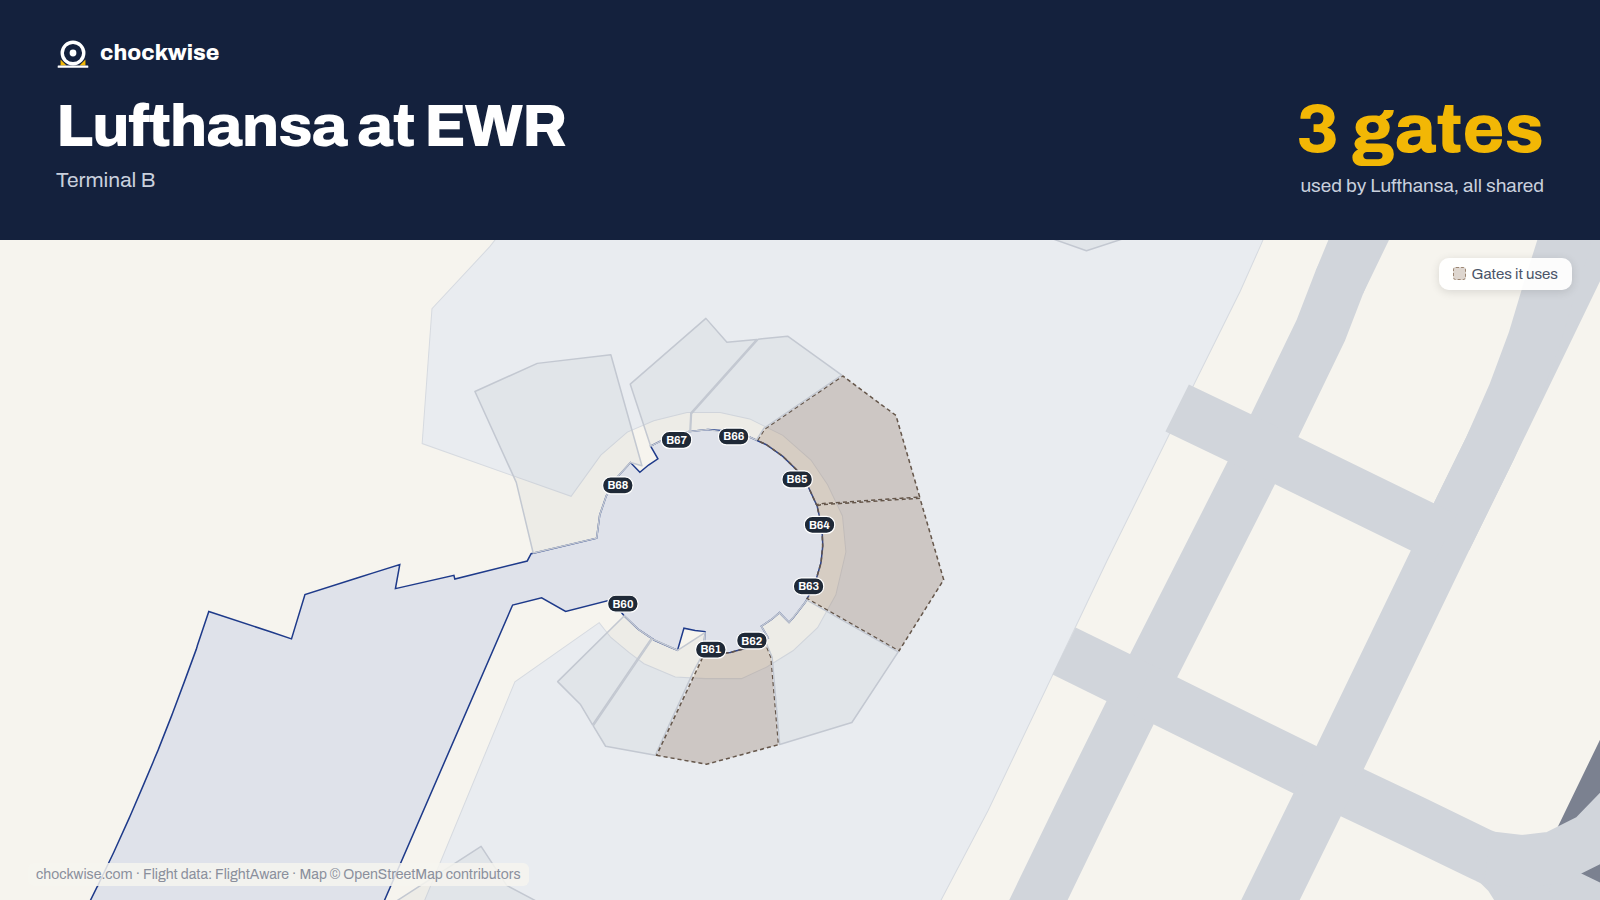 chockwise
Lufthansa at EWR
Terminal B
3 gates
used by Lufthansa, all shared
Gates it uses
B67
B66
B68
B65
B64
B63
B60
B62
B61
chockwise.com · Flight data: FlightAware · Map © OpenStreetMap contributors